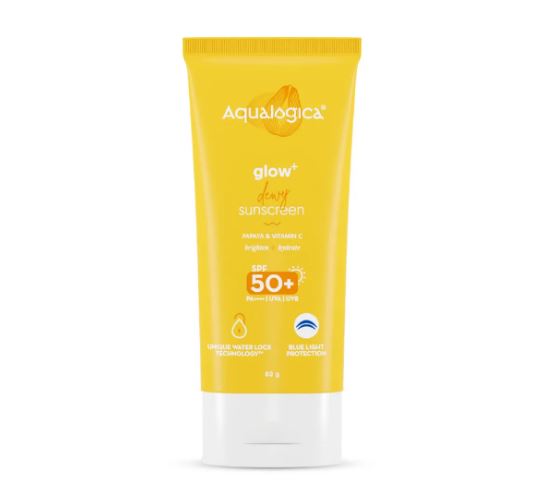 Aqualogica®
glow+
dewy
sunscreen
PAPAYA & VITAMIN C
brighten + hydrate
SPF
50+
PA++++ | UVA | UVB
UNIQUE WATER LOCK
TECHNOLOGY™
BLUE LIGHT
PROTECTION